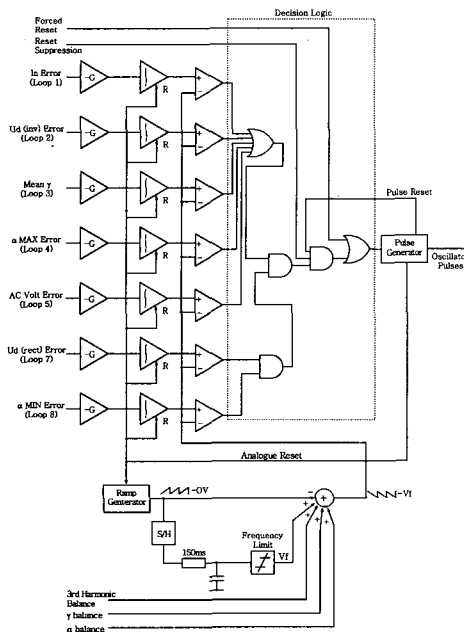 Decision Logic
Forced
Reset
Reset
Suppression
In Error
(Loop 1)
-G
R
+
-
Ud (inv) Error
(Loop 2)
-G
R
+
-
Mean γ
(Loop 3)
-G
R
+
-
Pulse Reset
α MAX Error
(Loop 4)
-G
R
+
-
Pulse
Generator
Oscillator
Pulses
AC Volt Error
(Loop 5)
-G
R
+
-
Ud (rect) Error
(Loop 7)
-G
R
+
-
α MIN Error
(Loop 8)
-G
R
+
-
Analogue Reset
Ramp
Genterator
-OV
-
+
+
+
+
+
-Vf
S/H
150ms
Frequency
Limit
Vf
3rd Harmonic
Balance
γ balance
α balance